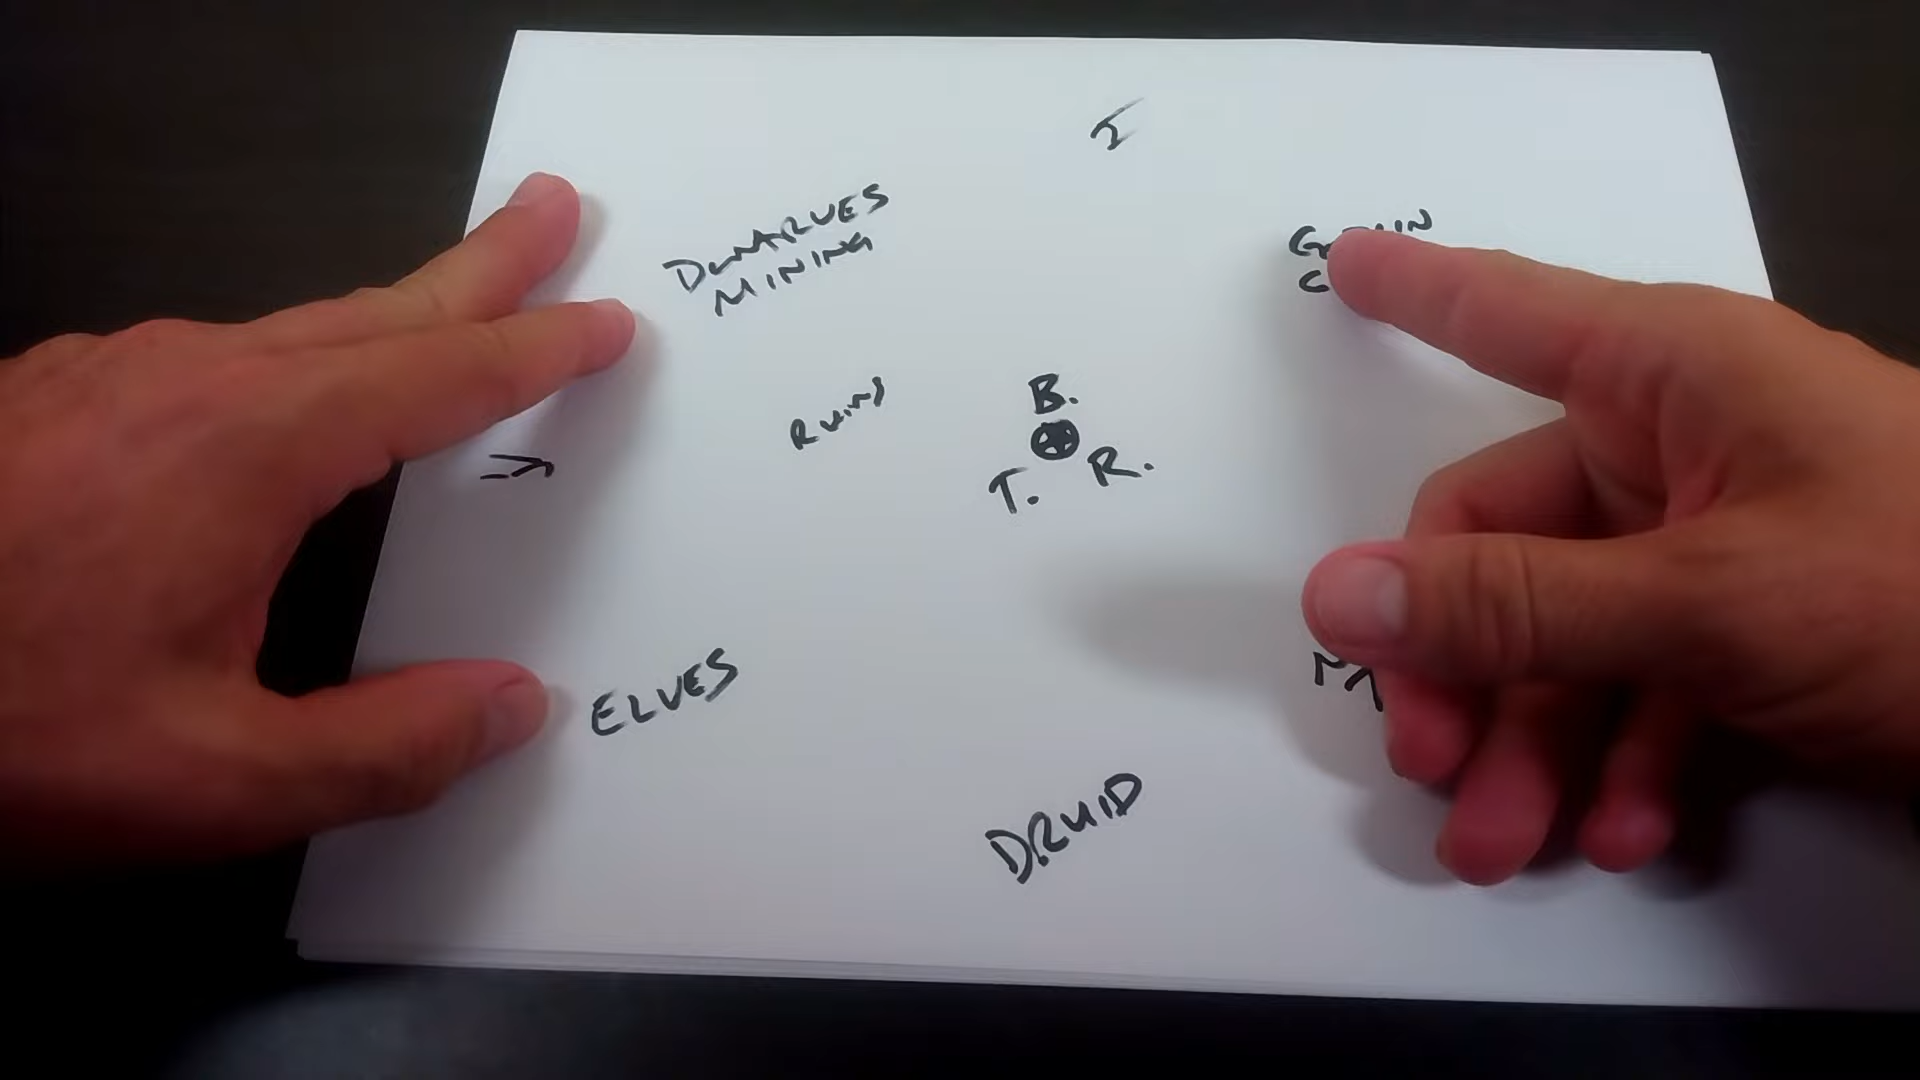 I
DWARVES
MINING
RUINS
B.
T. R.
ELVES
DRUID